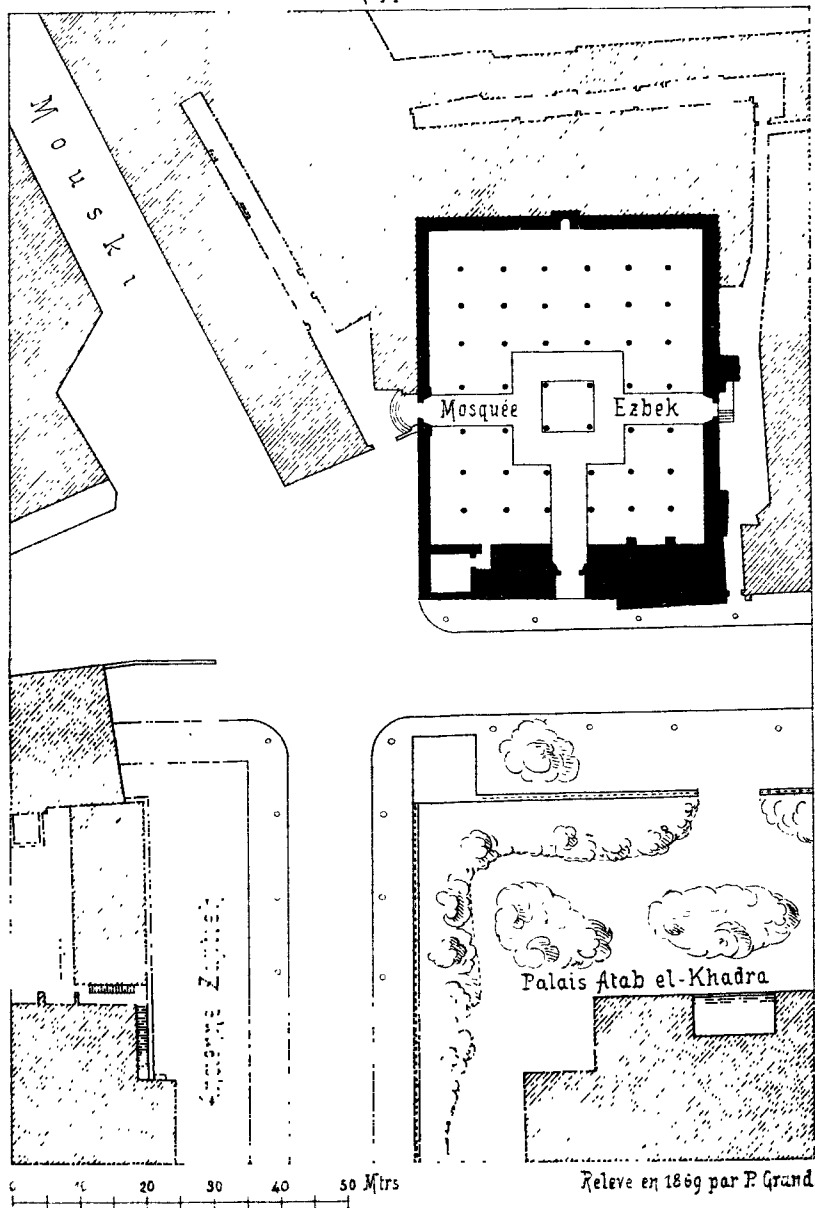 Mouski
Mosquée Ezbek
Palais Atab el-Khadra
0 10 20 30 40 50 Mtrs
Relevé en 1869 par P. Grand